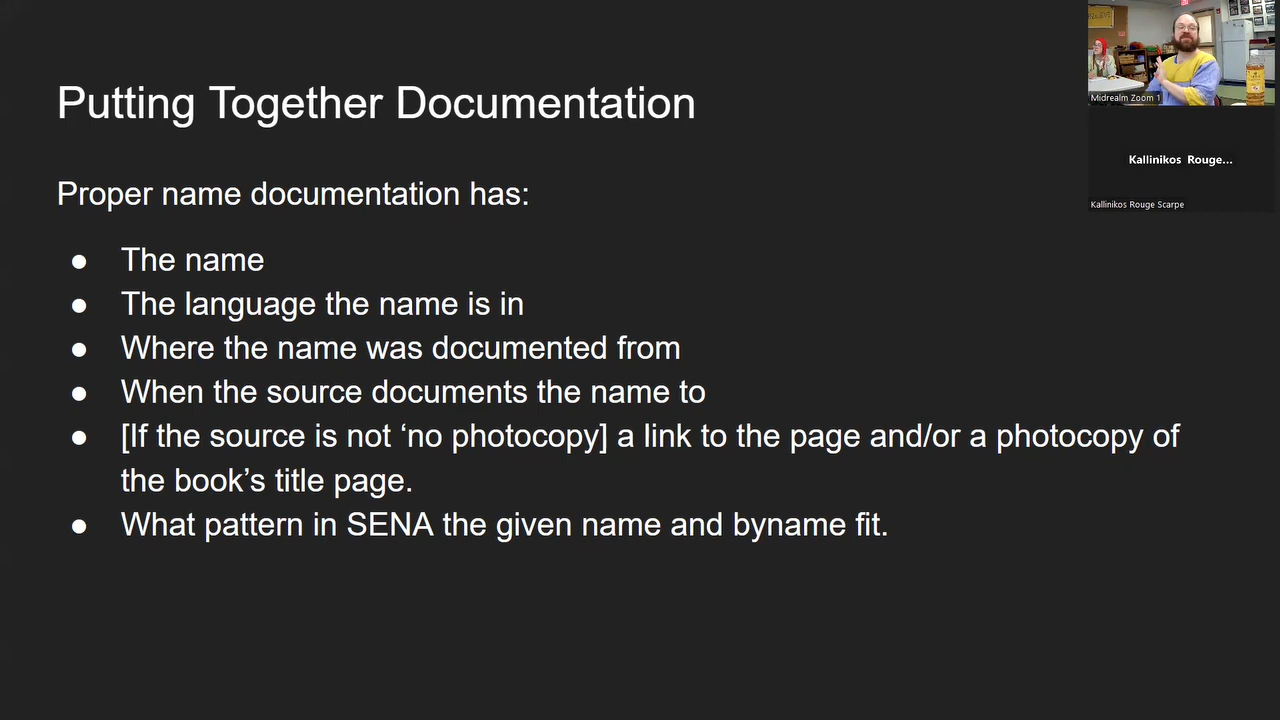 Putting Together Documentation
Proper name documentation has:
● The name
● The language the name is in
● Where the name was documented from
● When the source documents the name to
● [If the source is not ‘no photocopy] a link to the page and/or a photocopy of
the book’s title page.
● What pattern in SENA the given name and byname fit.
Midrealm Zoom 1
Kallinikos Rouge...
Kallinikos Rouge Scarpe